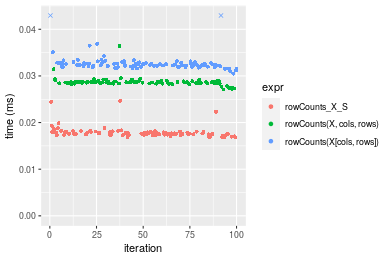 time (ms)
0.04
0.03
0.02
0.01
0.00
0
25
50
75
100
iteration
expr
rowCounts_X_S
rowCounts(X, cols, rows)
rowCounts(X[cols, rows])